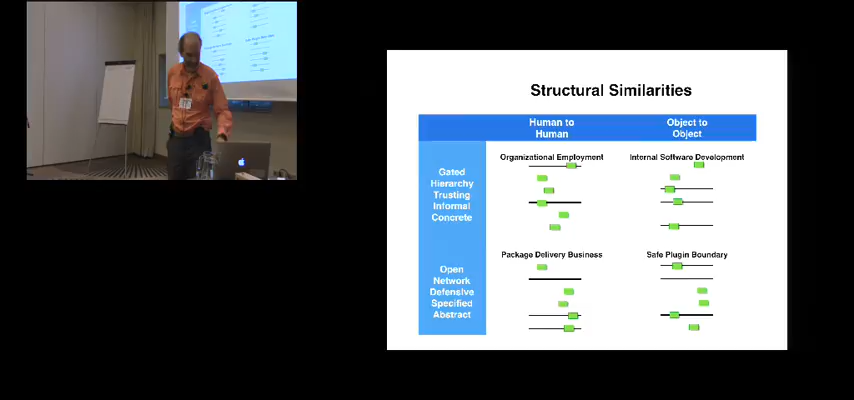 Structural Similarities
Human to
Human
Object to
Object
Gated
Hierarchy
Trusting
Informal
Concrete
Organizational Employment
Internal Software Development
Open
Network
Defensive
Specified
Abstract
Package Delivery Business
Safe Plugin Boundary